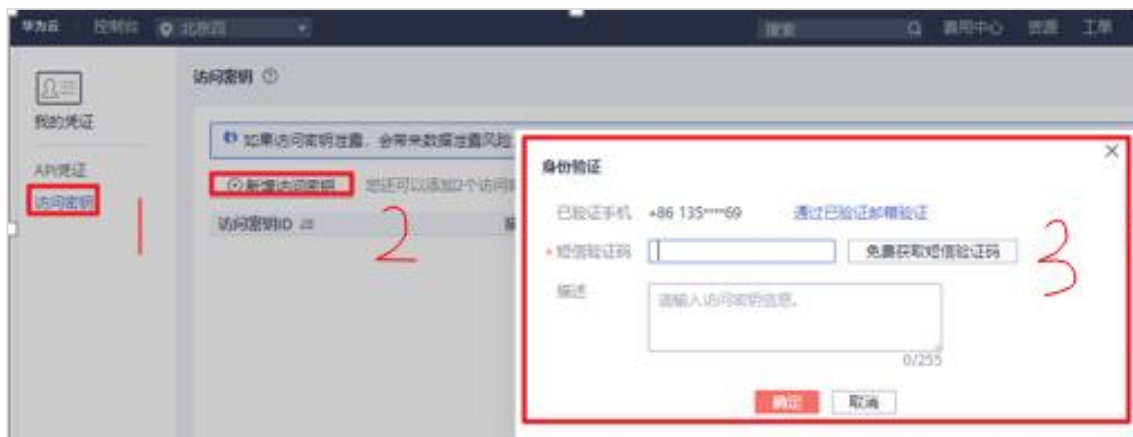 华为云 控制台 北京四 搜索 费用中心 资源 工单
访问密钥
我的凭证
如果访问密钥泄露，会带来数据泄露风险
API凭证
新增访问密钥 您还可以添加2个访问
访问密钥
访问密钥ID
1
2
身份验证
已验证手机 +86 135****69 通过已验证邮箱验证
*短信验证码 免费获取短信验证码
3
描述 请输入访问密钥信息。
0/255
确定 取消